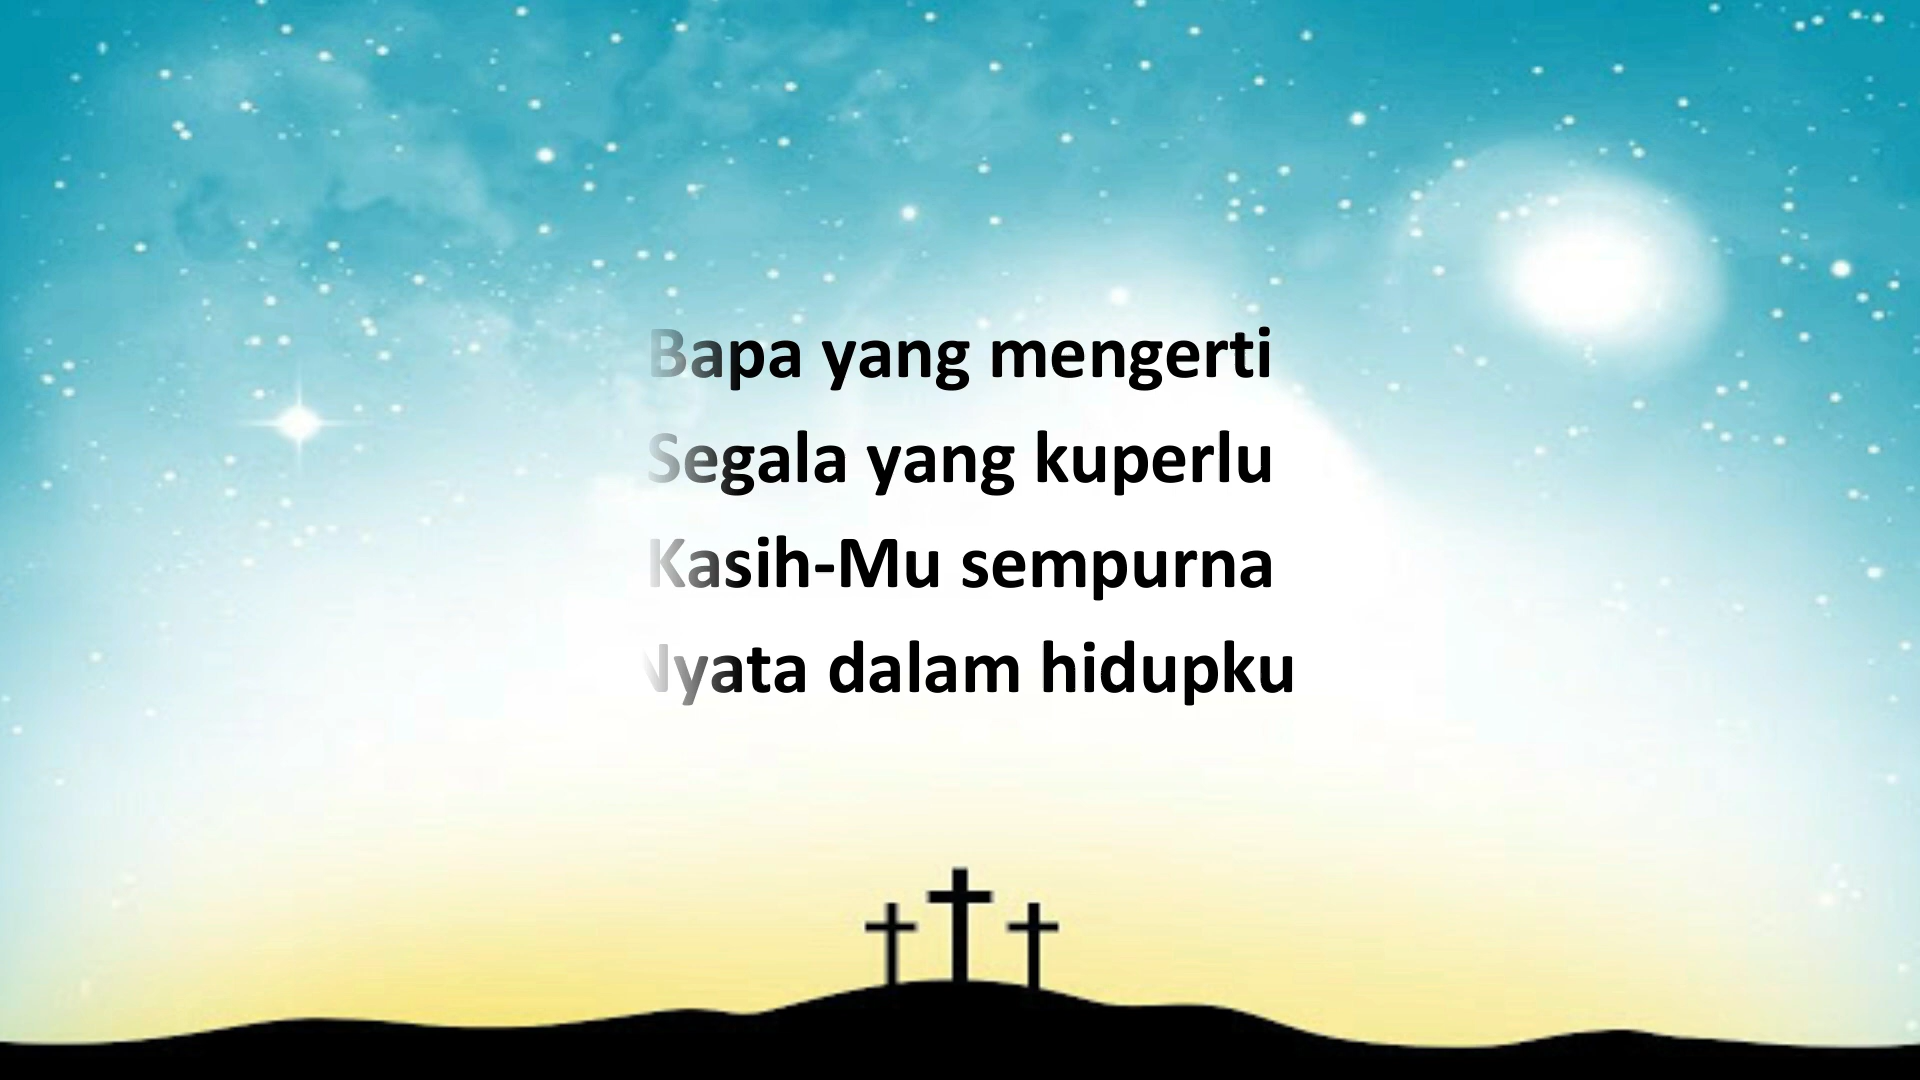 Bapa yang mengerti
Segala yang kuperlu
Kasih-Mu sempurna
Nyata dalam hidupku